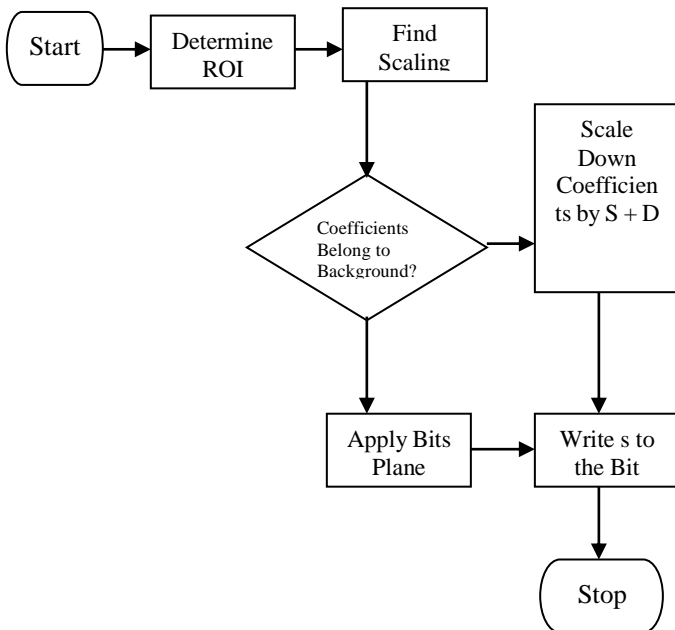 Start
Determine
ROI
Find
Scaling
Scale
Down
Coefficien
ts by S + D
Coefficients
Belong to
Background?
Apply Bits
Plane
Write s to
the Bit
Stop